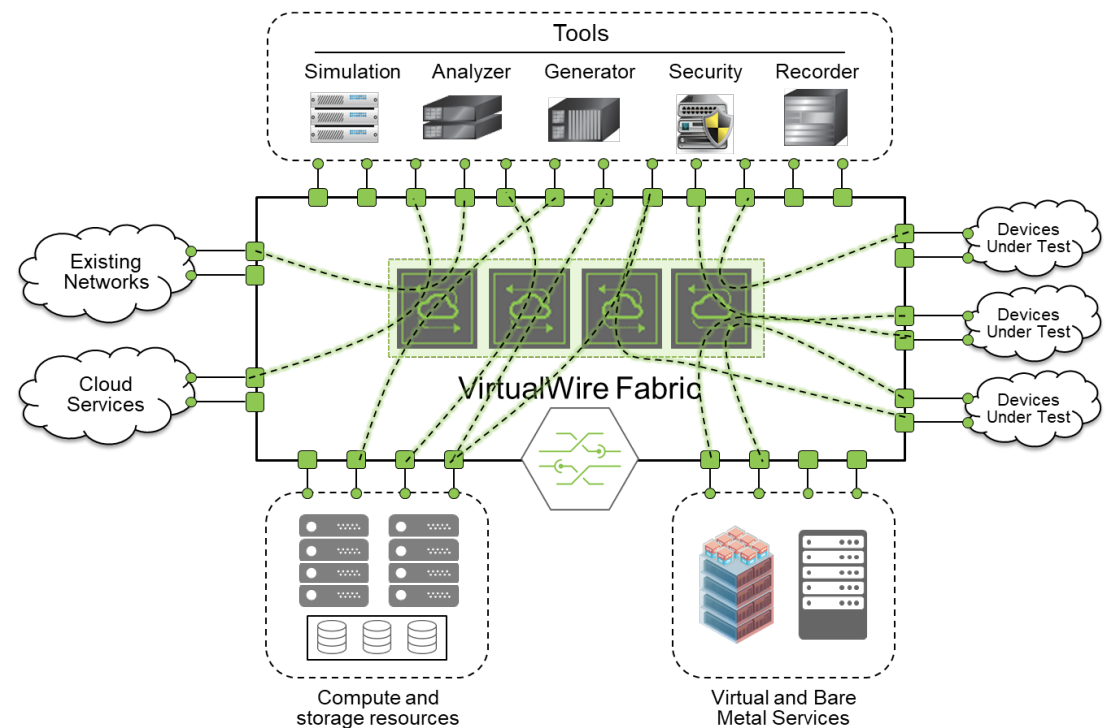 Tools
Simulation
Analyzer
Generator
Security
Recorder
Existing
Networks
Cloud
Services
Devices
Under Test
Devices
Under Test
Devices
Under Test
VirtualWire Fabric
Compute and
storage resources
Virtual and Bare
Metal Services